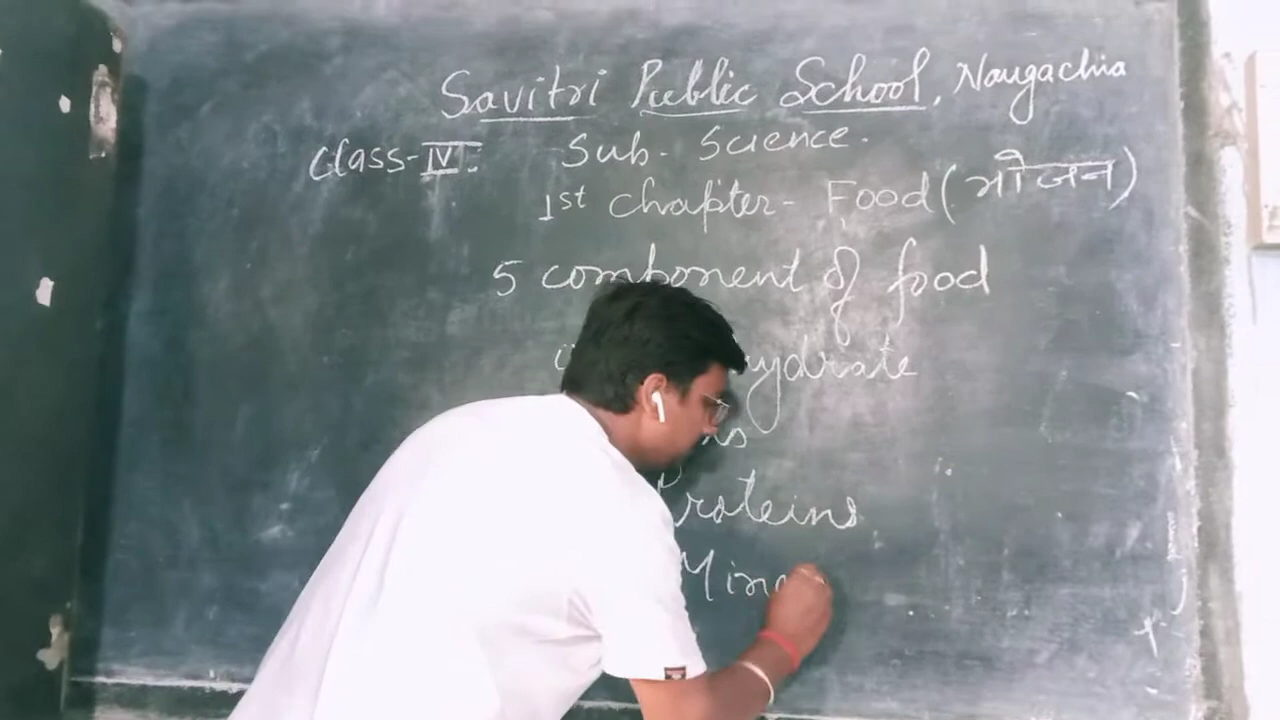 Savitri Public School, Naugachia
Class-IV. Sub- Science.
1st chapter- Food (भोजन)
5 component of food
Proteins